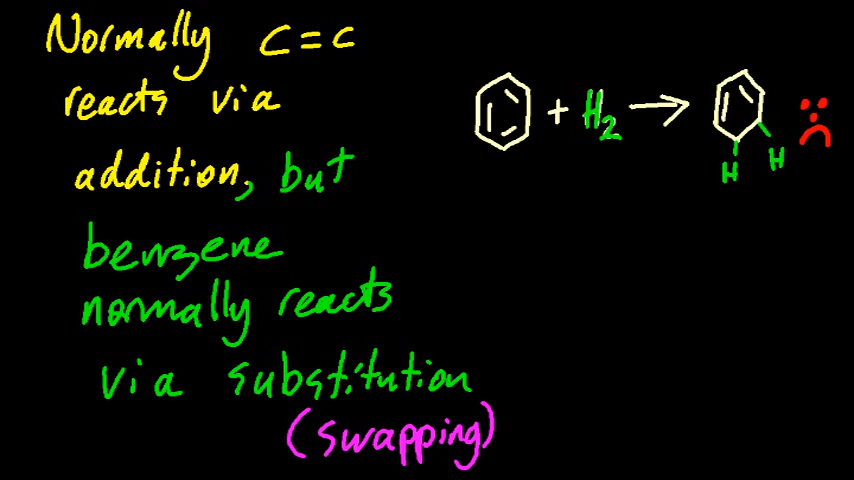 Normally C=C
reacts via
addition, but
benzene
normally reacts
via substitution
(swapping)
+ H2 →
H H